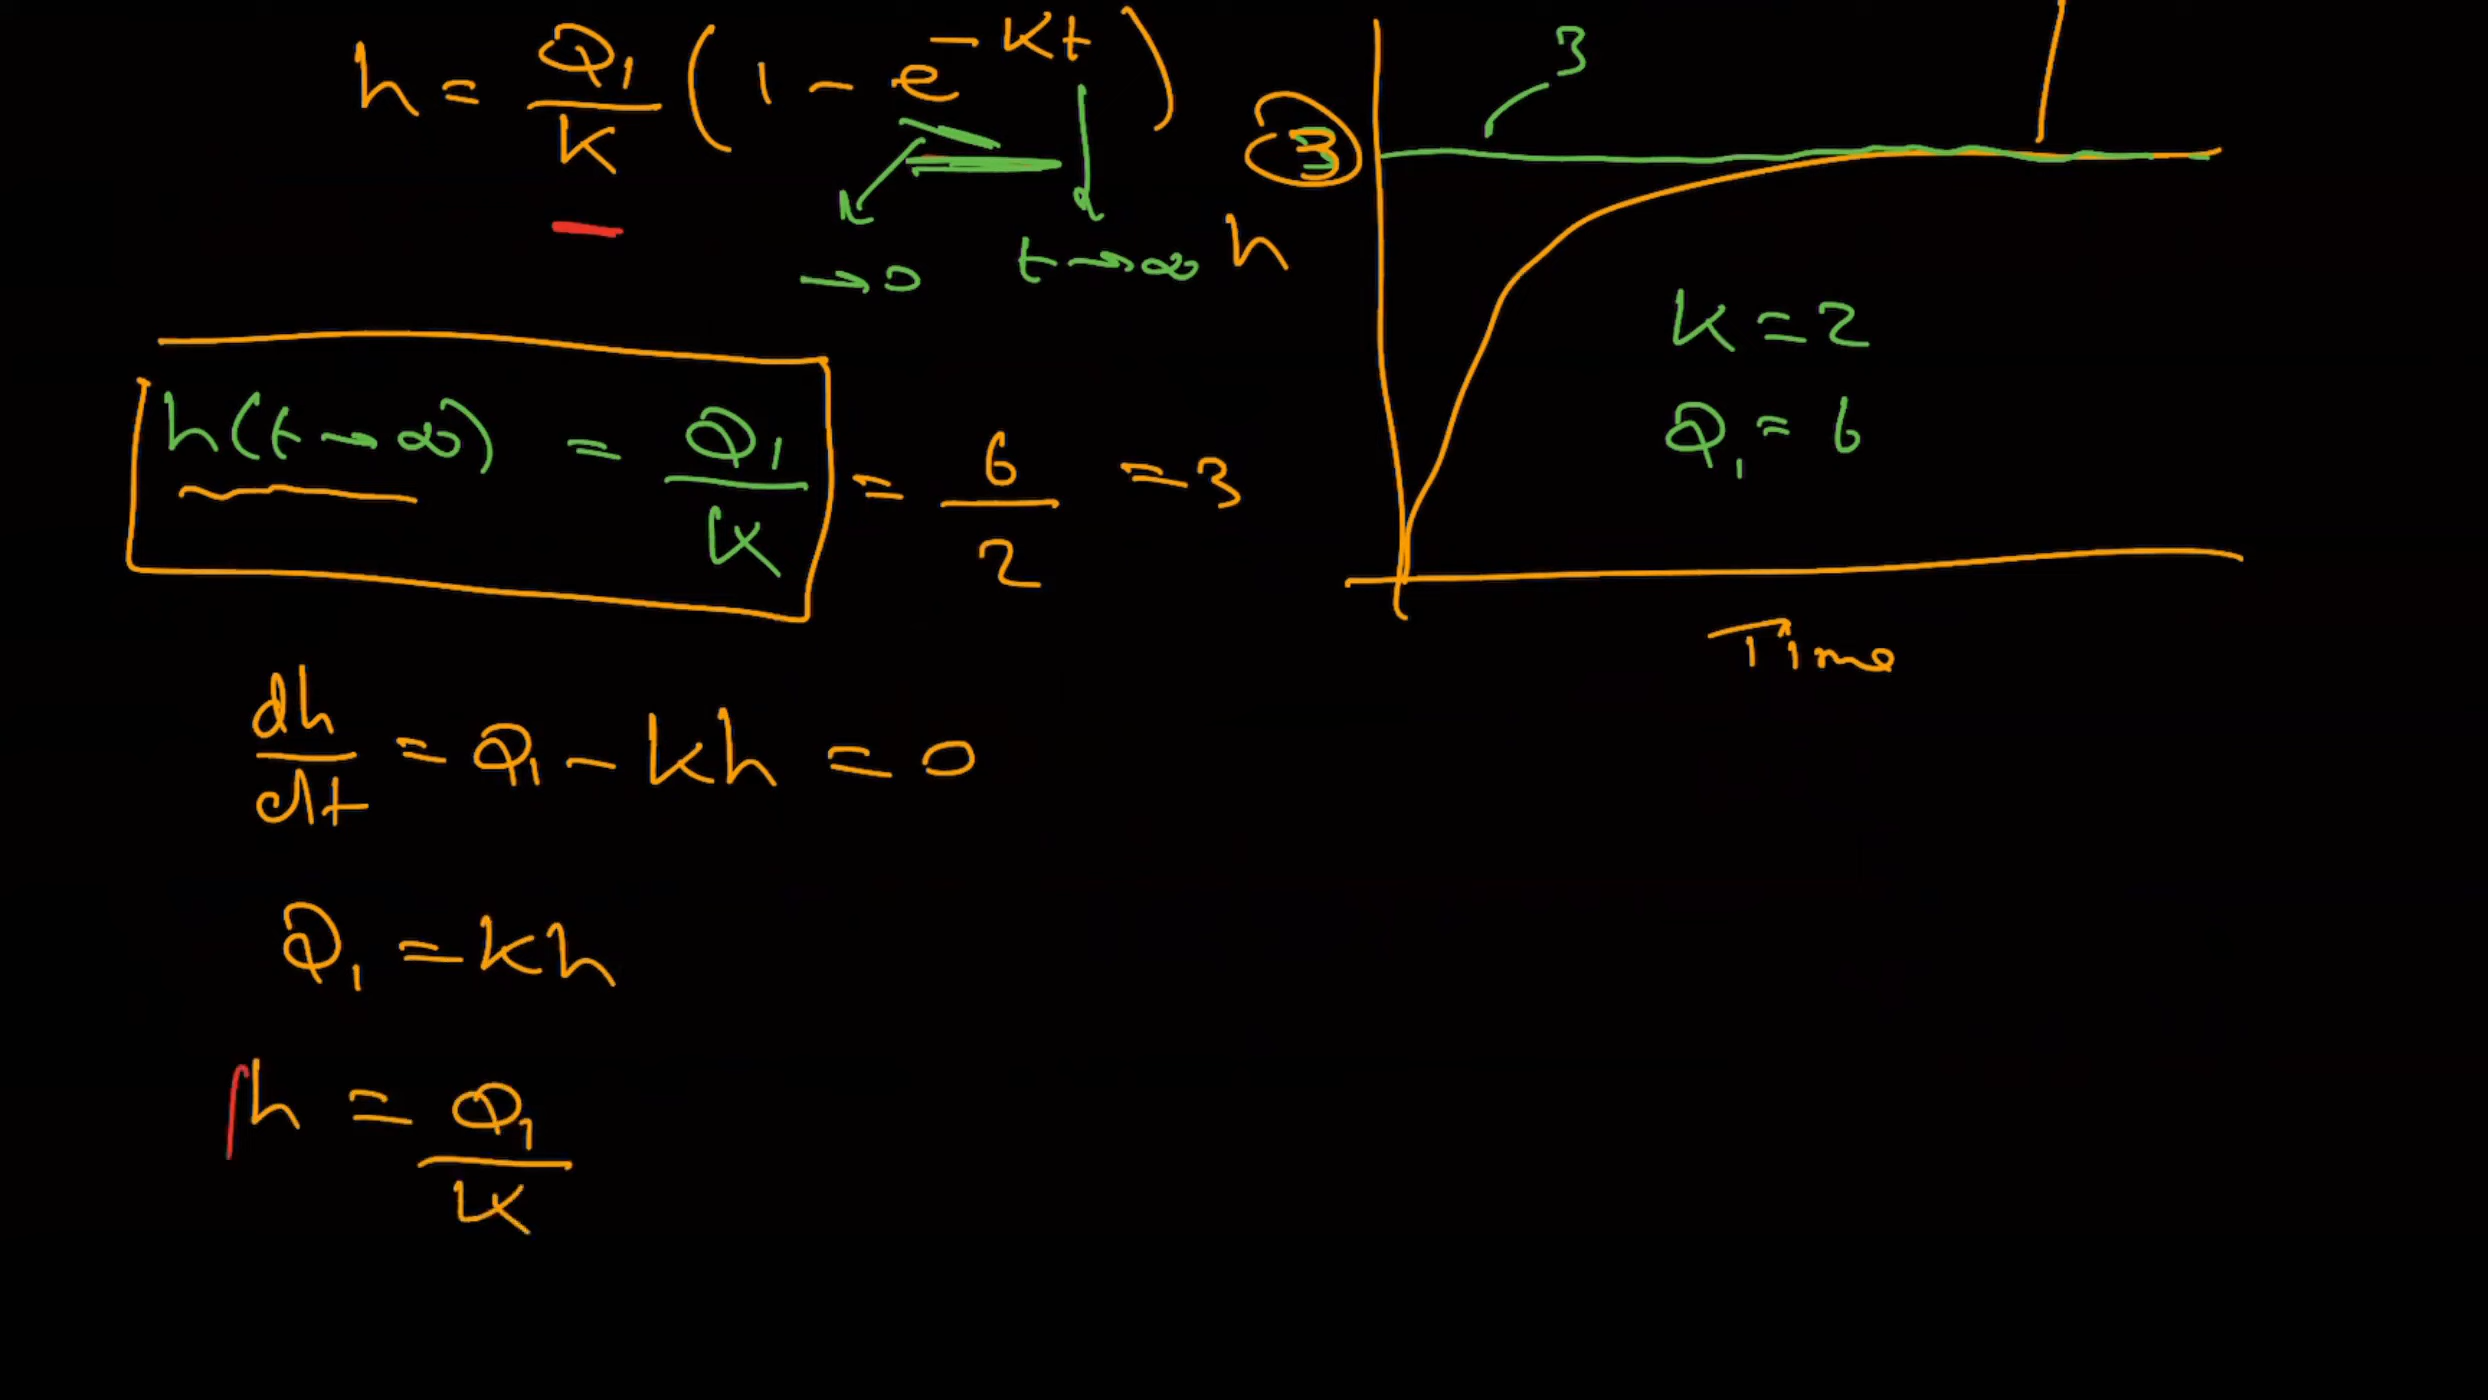 h = Q₁/K (1 - e^-Kt)
→0
t→∞
h(t→∞) = Q₁/K = 6/2 = 3
dh/dt = Q₁ - Kh = 0
Q₁ = Kh
h = Q₁/K
3
3
h
K = 2
Q₁ = 6
Time